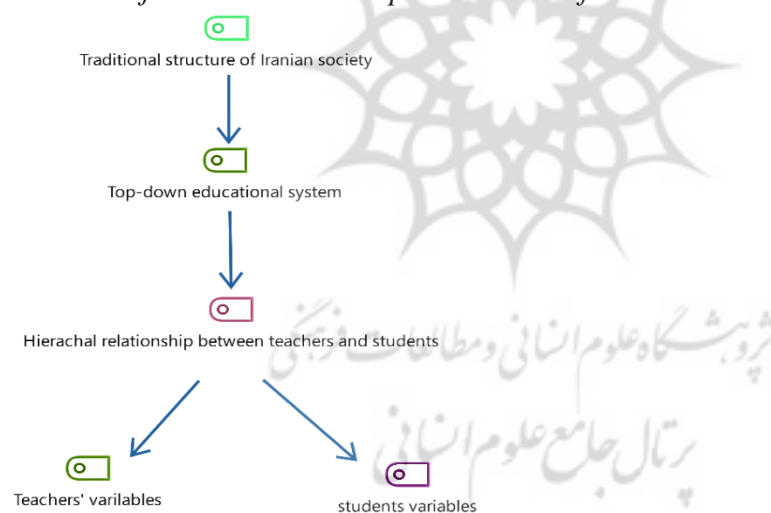 Traditional structure of Iranian society
Top-down educational system
Hierachal relationship between teachers and students
پژوهشگاه علوم انسانی و مطالعات فرهنگی
پرتال جامع علوم انسانی
Teachers' varilables
students variables